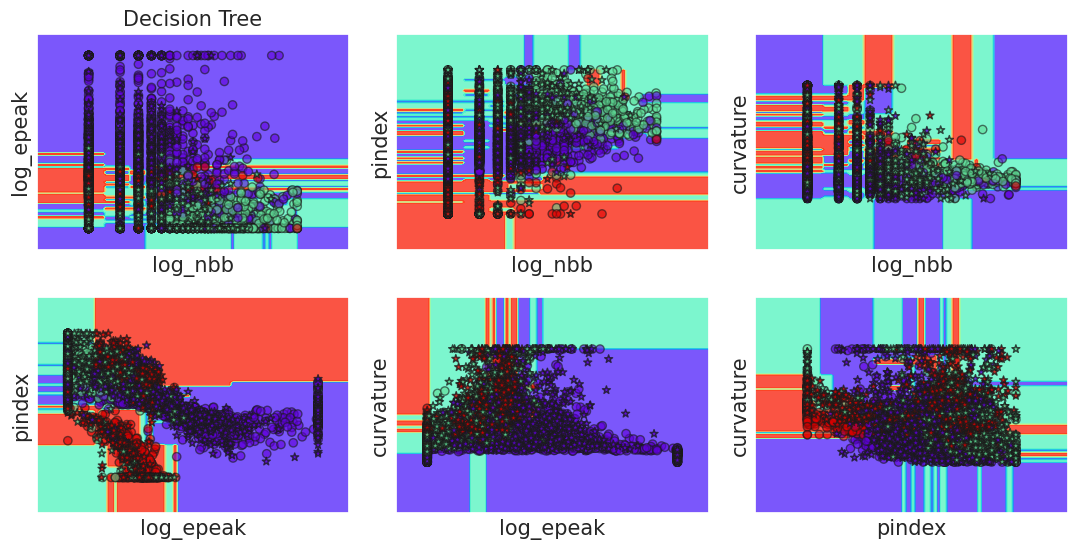 Decision Tree
log_epeak
log_nbb
pindex
log_nbb
curvature
log_nbb
pindex
log_epeak
curvature
log_epeak
curvature
pindex